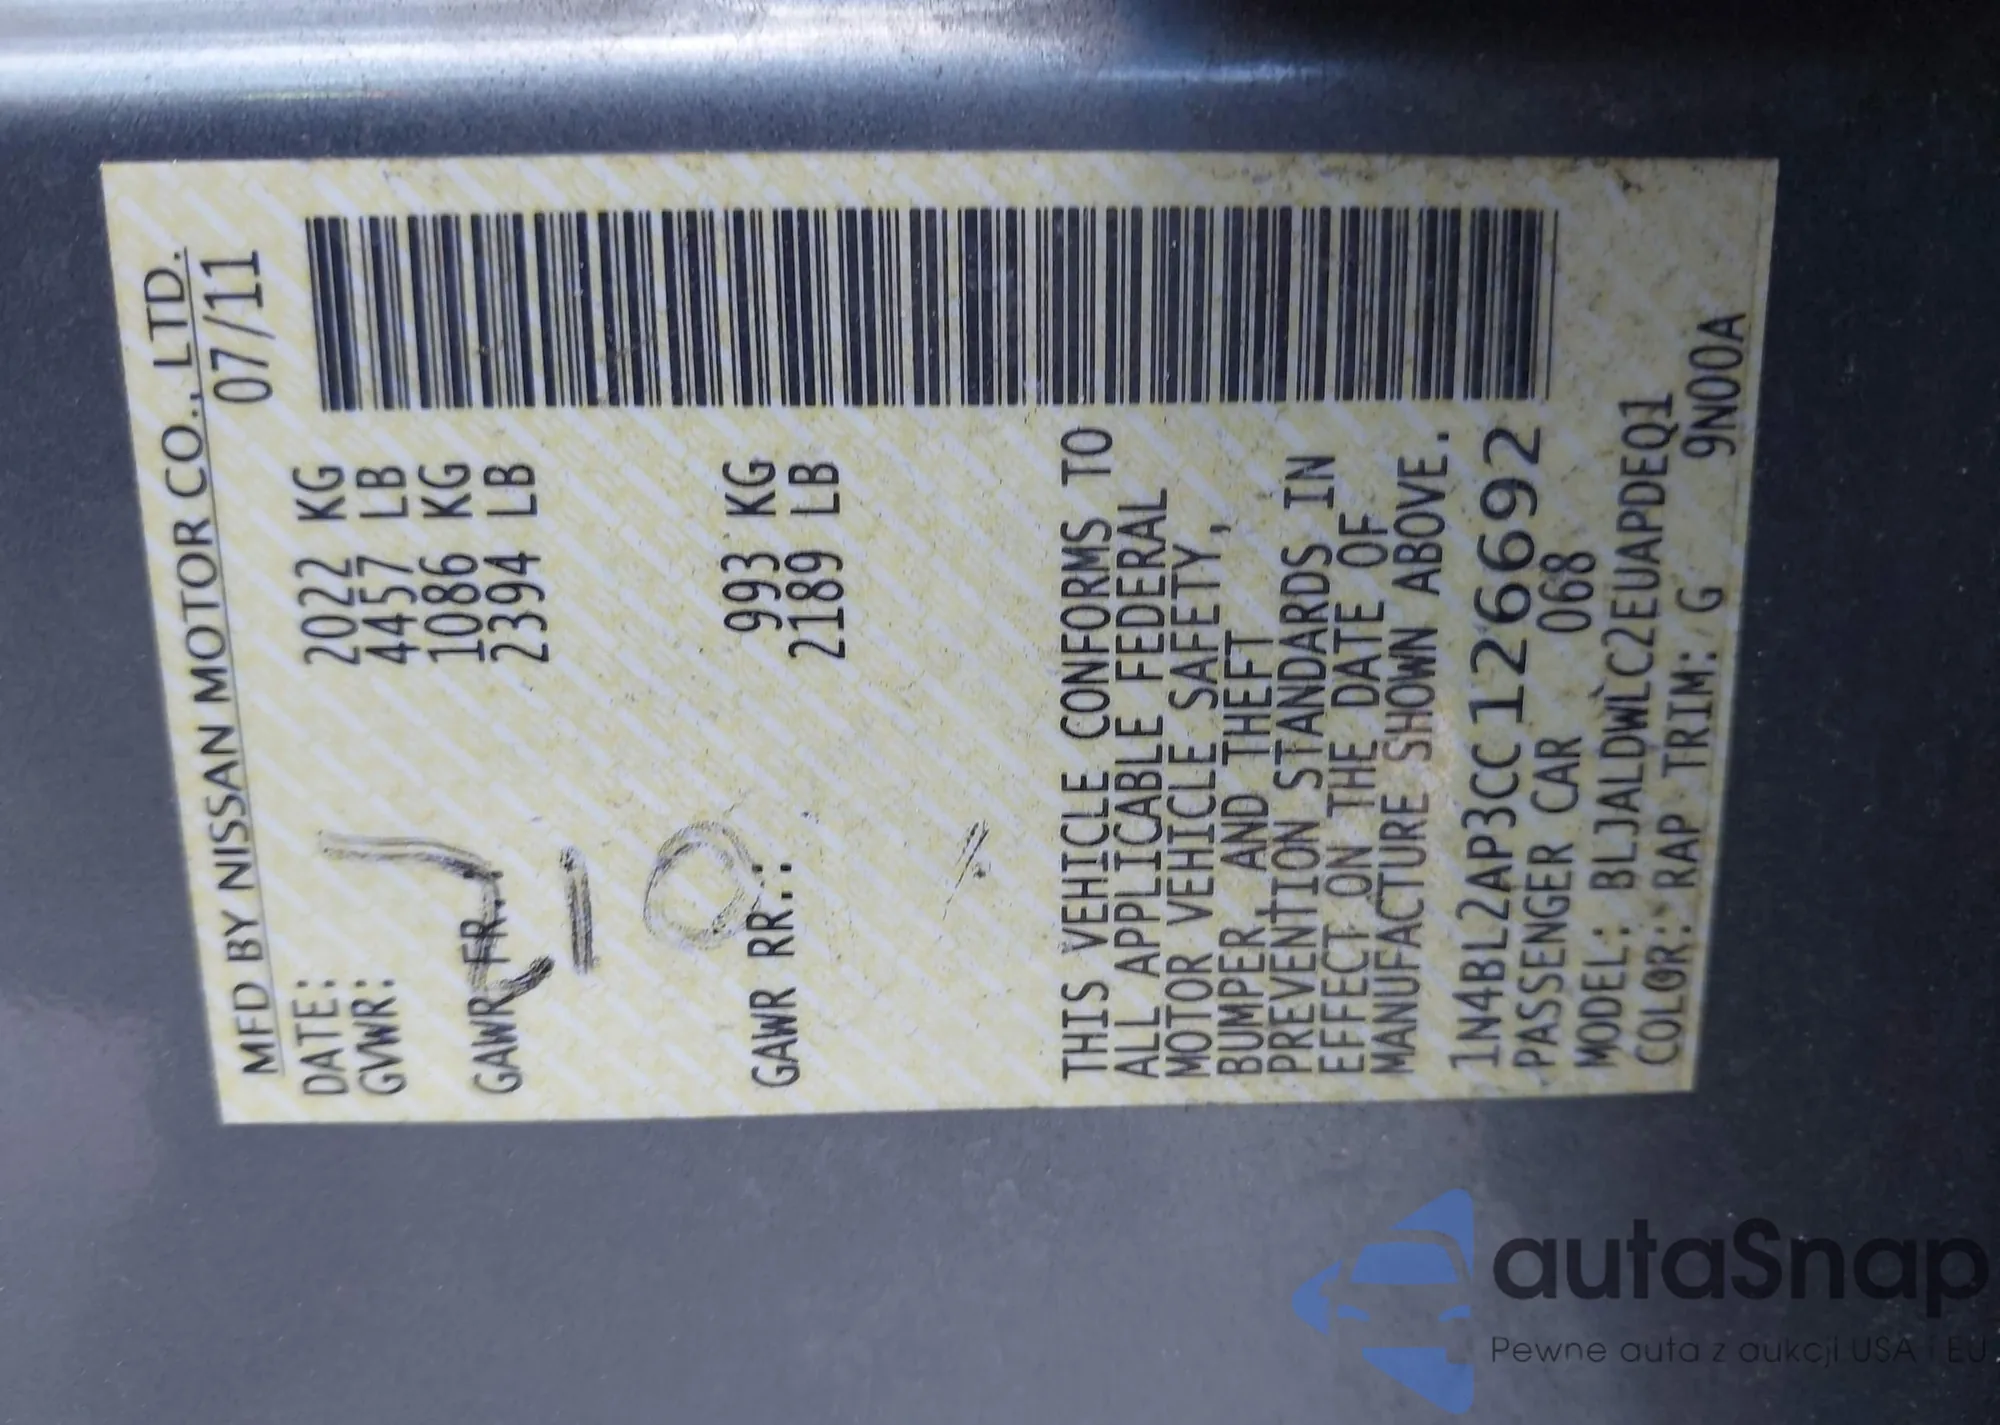 MFD BY NISSAN MOTOR CO., LTD.
DATE: 07/11
GVWR: 2022 KG
4457 LB
GAWR FR.: 1086 KG
2394 LB
GAWR RR.: 993 KG
2189 LB
THIS VEHICLE CONFORMS TO
ALL APPLICABLE FEDERAL
MOTOR VEHICLE SAFETY,
BUMPER, AND THEFT
PREVENTION STANDARDS IN
EFFECT ON THE DATE OF
MANUFACTURE SHOWN ABOVE.
1N4BL2AP3CC126692
PASSENGER CAR 068
MODEL: BLJALDWLC2EUAPDEQ1
COLOR: RAP TRIM: G 9N00A
autaSnap
Pewne auta z aukcji USA i EU